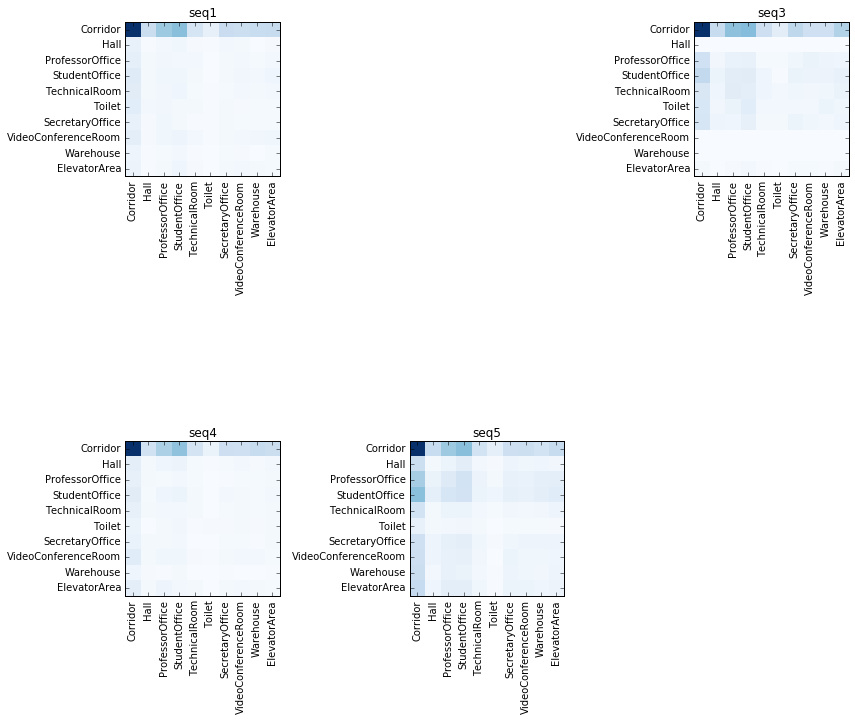 seq1
Corridor
Hall
ProfessorOffice
StudentOffice
TechnicalRoom
Toilet
SecretaryOffice
VideoConferenceRoom
Warehouse
ElevatorArea
Corridor
Hall
ProfessorOffice
StudentOffice
TechnicalRoom
Toilet
SecretaryOffice
VideoConferenceRoom
Warehouse
ElevatorArea
seq3
Corridor
Hall
ProfessorOffice
StudentOffice
TechnicalRoom
Toilet
SecretaryOffice
VideoConferenceRoom
Warehouse
ElevatorArea
Corridor
Hall
ProfessorOffice
StudentOffice
TechnicalRoom
Toilet
SecretaryOffice
VideoConferenceRoom
Warehouse
ElevatorArea
seq4
Corridor
Hall
ProfessorOffice
StudentOffice
TechnicalRoom
Toilet
SecretaryOffice
VideoConferenceRoom
Warehouse
ElevatorArea
Corridor
Hall
ProfessorOffice
StudentOffice
TechnicalRoom
Toilet
SecretaryOffice
VideoConferenceRoom
Warehouse
ElevatorArea
seq5
Corridor
Hall
ProfessorOffice
StudentOffice
TechnicalRoom
Toilet
SecretaryOffice
VideoConferenceRoom
Warehouse
ElevatorArea
Corridor
Hall
ProfessorOffice
StudentOffice
TechnicalRoom
Toilet
SecretaryOffice
VideoConferenceRoom
Warehouse
ElevatorArea